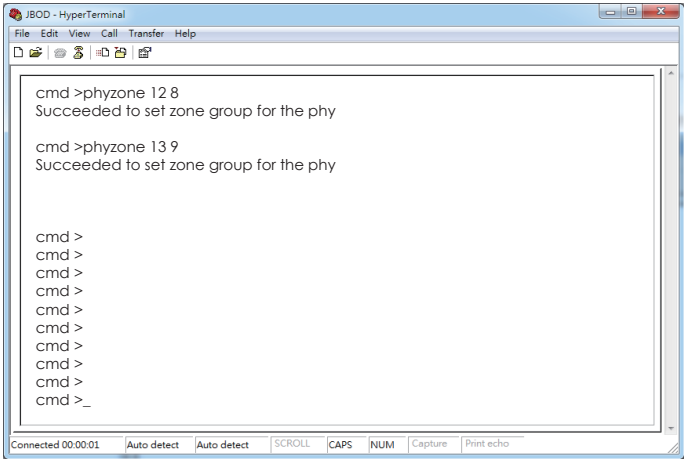 JBOD - HyperTerminal
File Edit View Call Transfer Help
cmd >phyzone 12 8
Succeeded to set zone group for the phy
cmd >phyzone 13 9
Succeeded to set zone group for the phy
cmd >
cmd >
cmd >
cmd >
cmd >
cmd >
cmd >
cmd >
cmd >
cmd >_
Connected 00:00:01 Auto detect Auto detect SCROLL CAPS NUM Capture Print echo